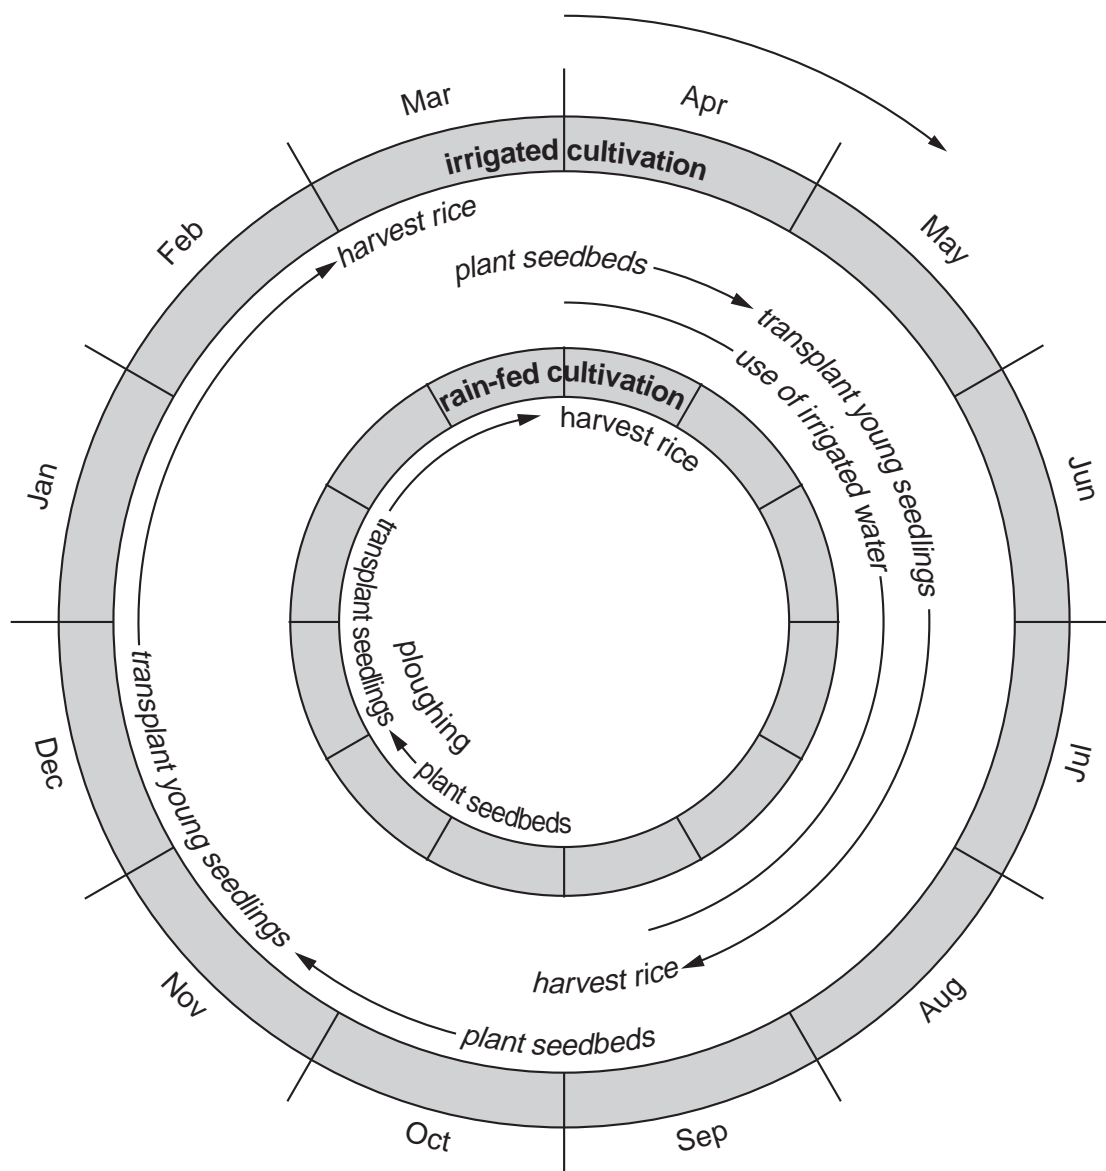 Mar
Apr
May
Jun
Jul
Aug
Sep
Oct
Nov
Dec
Jan
Feb
irrigated cultivation
harvest rice
plant seedbeds
transplant young seedlings
use of irrigated water
harvest rice
plant seedbeds
transplant young seedlings
rain-fed cultivation
harvest rice
transplant seedlings
ploughing
plant seedbeds